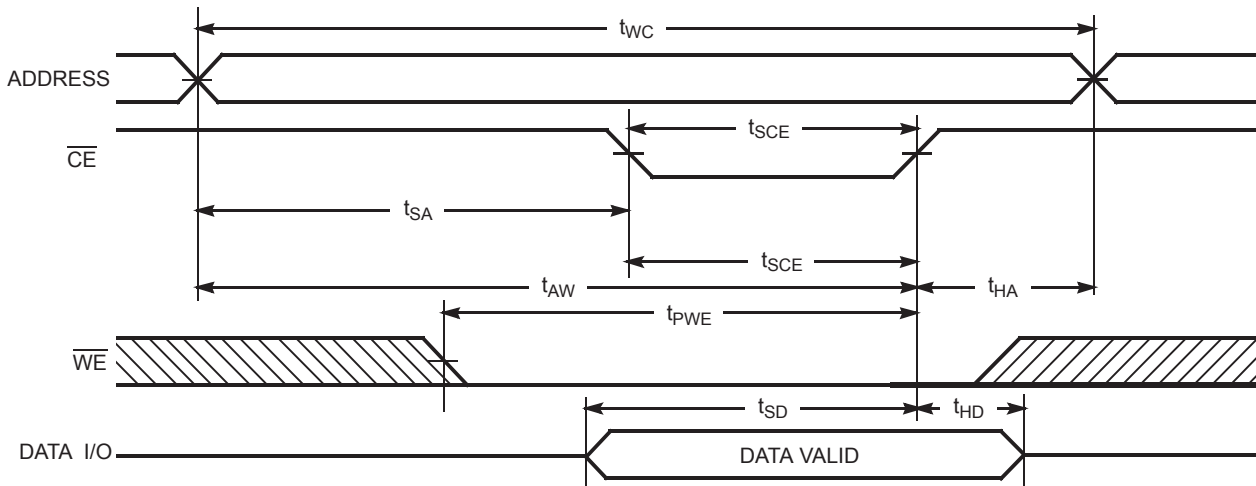 tWC
ADDRESS
tSCE
CE
tSA
tSCE
tAW
tHA
tPWE
WE
tSD
tHD
DATA I/O
DATA VALID